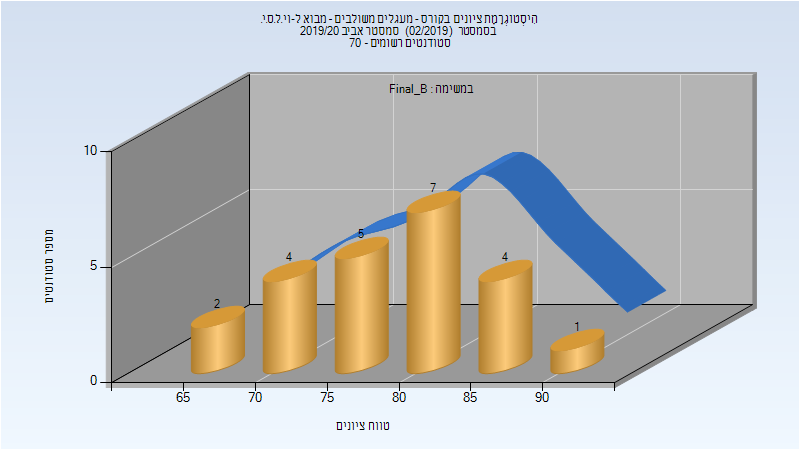 היסטוגרמת ציונים בקורס - מעגלים משולבים - מבוא ל-וי.ל.ס.י.
בסמסטר (02/2019) סמסטר אביב 2019/20
סטודנטים רשומים - 70
במשימה : Final_B
מספר סטודנטים
10
5
0
2
4
5
7
4
1
65
70
75
80
85
90
טווח ציונים